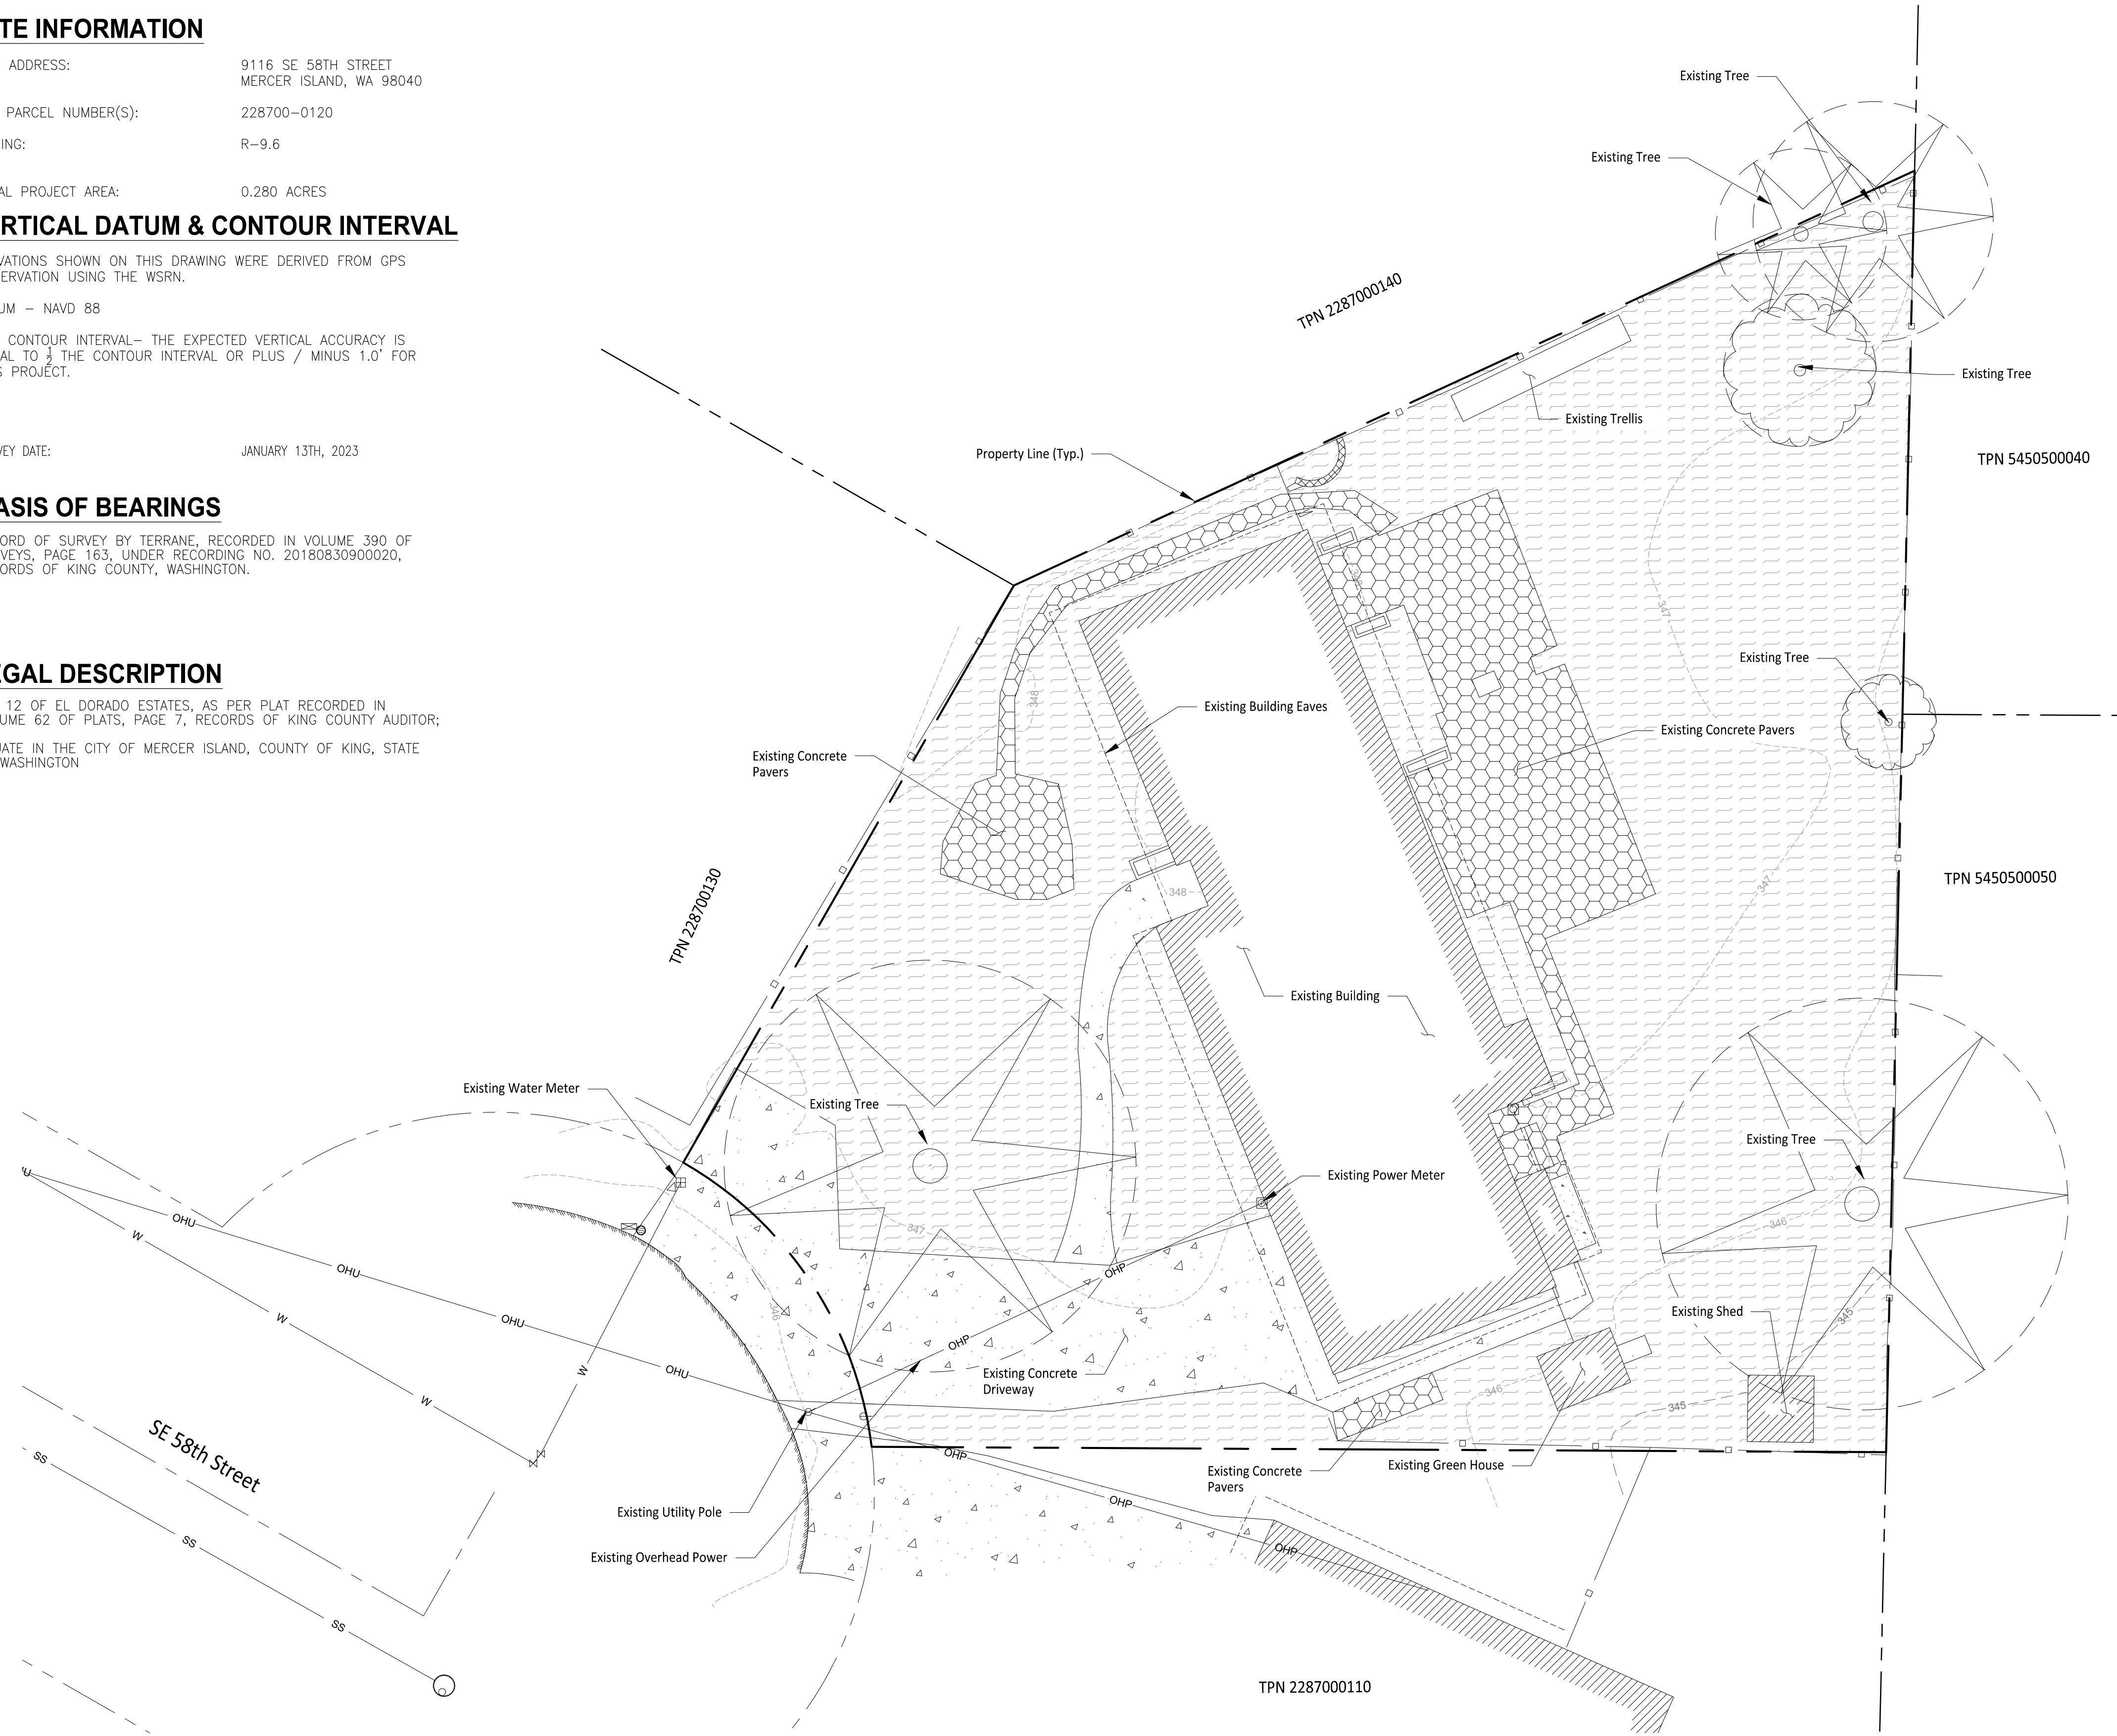 TE INFORMATION
ADDRESS: 9116 SE 58TH STREET
MERCER ISLAND, WA 98040
PARCEL NUMBER(S): 228700-0120
ING: R-9.6
AL PROJECT AREA: 0.280 ACRES
RTICAL DATUM & CONTOUR INTERVAL
VATIONS SHOWN ON THIS DRAWING WERE DERIVED FROM GPS
ERVATION USING THE WSRN.
UM - NAVD 88
CONTOUR INTERVAL- THE EXPECTED VERTICAL ACCURACY IS
AL TO 1/2 THE CONTOUR INTERVAL OR PLUS / MINUS 1.0' FOR
S PROJECT.
VEY DATE: JANUARY 13TH, 2023
ASIS OF BEARINGS
ORD OF SURVEY BY TERRANE, RECORDED IN VOLUME 390 OF
VEYS, PAGE 163, UNDER RECORDING NO. 20180830900020,
ORDS OF KING COUNTY, WASHINGTON.
EGAL DESCRIPTION
12 OF EL DORADO ESTATES, AS PER PLAT RECORDED IN
UME 62 OF PLATS, PAGE 7, RECORDS OF KING COUNTY AUDITOR;
UATE IN THE CITY OF MERCER ISLAND, COUNTY OF KING, STATE
WASHINGTON
Existing Tree
Existing Tree
TPN 2287000140
Existing Tree
Existing Trellis
Property Line (Typ.)
TPN 5450500040
348
347
Existing Tree
348
Existing Building Eaves
Existing Concrete Pavers
Existing Concrete
Pavers
TPN 2287000130
348
347
TPN 5450500050
Existing Building
Existing Water Meter
Existing Tree
Existing Tree
Existing Power Meter
U
OHU
W
347
346
OHP
OHU
W
346
OHU
Existing Shed
345
OHP
OHU
W
Existing Concrete
Driveway
W
346
345
SE 58th Street
SS
OHP
Existing Concrete
Pavers
Existing Green House
OHP
Existing Utility Pole
SS
OHP
Existing Overhead Power
SS
TPN 2287000110